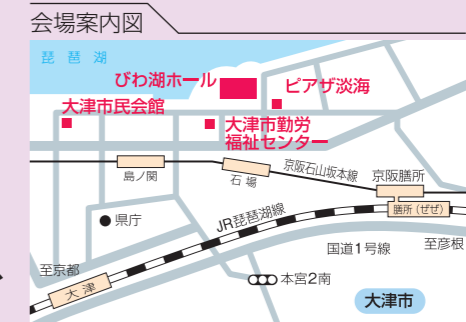 会場案内図
琵琶湖
びわ湖ホール
ピアザ淡海
大津市民会館
大津市勤労
福祉センター
島ノ関
石場
京阪石山坂本線
京阪膳所
膳所（ぜぜ）
県庁
JR琵琶湖線
国道1号線
至彦根
至京都
大津
本宮2南
大津市